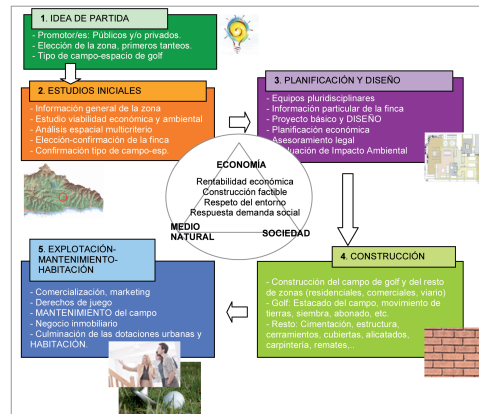 1. IDEA DE PARTIDA
- Promotor/es: Públicos y/o privados.
- Elección de la zona, primeros tanteos.
- Tipo de campo-espacio de golf
2. ESTUDIOS INICIALES
- Información general de la zona
- Estudio viabilidad económica y ambiental
- Análisis espacial multicriterio
- Elección-confirmación de la finca
- Confirmación tipo de campo-esp.
3. PLANIFICACIÓN Y DISEÑO
- Equipos pluridisciplinares
- Información particular de la finca
- Proyecto básico y DISEÑO
- Planificación económica
- Asesoramiento legal
Evaluación de Impacto Ambiental
ECONOMÍA
Rentabilidad económica
Construcción factible
Respeto del entorno
Respuesta demanda social
MEDIO
NATURAL
SOCIEDAD
4. CONSTRUCCIÓN
- Construcción del campo de golf y del resto
de zonas (residenciales, comerciales, viario)
- Golf: Estacado del campo, movimiento de
tierras, siembra, abonado, etc
- Resto: Cimentación, estructura,
cerramientos, cubiertas, alicatados,
carpintería, remates,..
5. EXPLOTACIÓN-
MANTENIMIENTO-
HABITACIÓN
- Comercialización, marketing
- Derechos de juego
- MANTENIMIENTO del campo
- Negocio inmobiliario
- Culminación de las dotaciones urbanas y
HABITACIÓN.